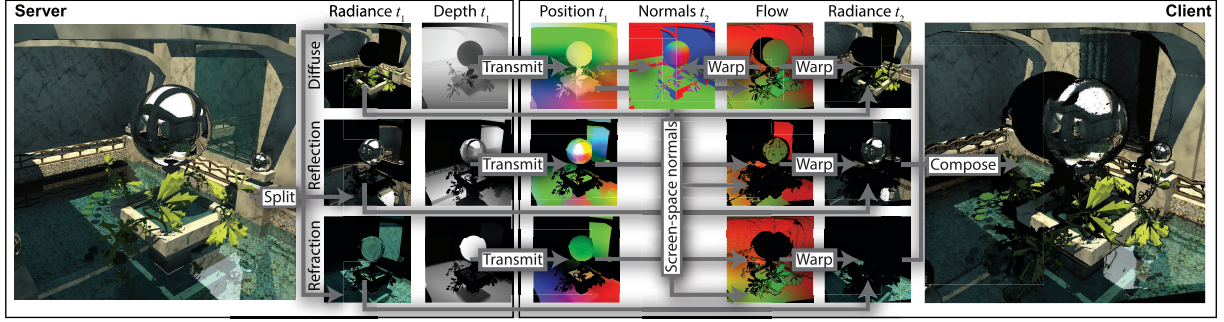 Server
Radiance t1
Depth t1
Position t1
Normals t2
Flow
Radiance t2
Client
Diffuse
Transmit
Warp
Warp
Reflection
Transmit
Warp
Split
Screen-space normals
Compose
Refraction
Transmit
Warp